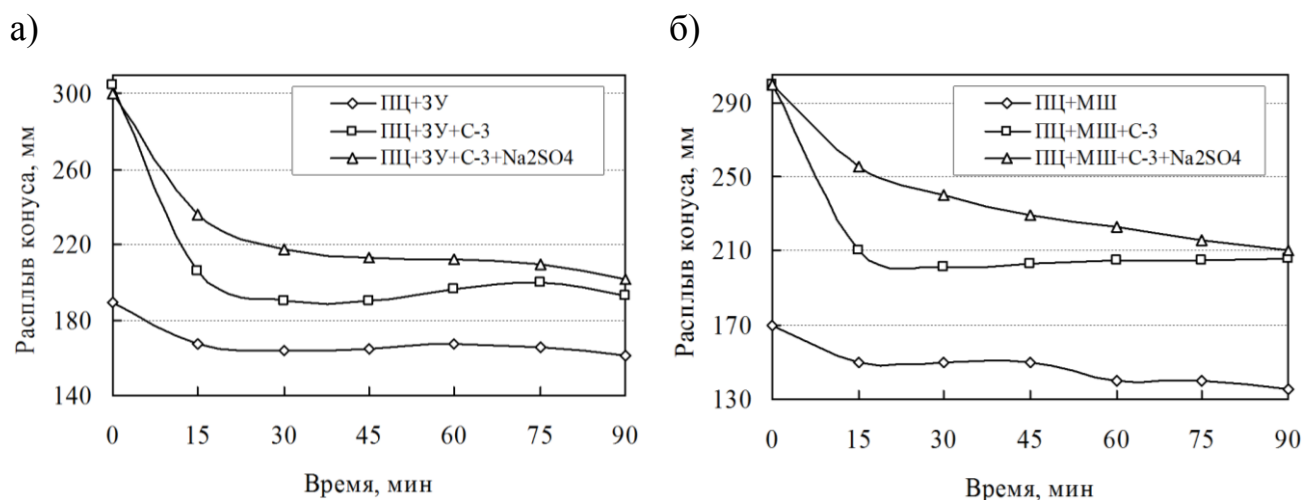 а)
Расплыв конуса, мм
300
260
220
180
140
ПЦ+ЗУ
ПЦ+ЗУ+С-3
ПЦ+ЗУ+С-3+Na2SO4
0 15 30 45 60 75 90
Время, мин
б)
Расплыв конуса, мм
290
250
210
170
130
ПЦ+МШ
ПЦ+МШ+С-3
ПЦ+МШ+С-3+Na2SO4
0 15 30 45 60 75 90
Время, мин